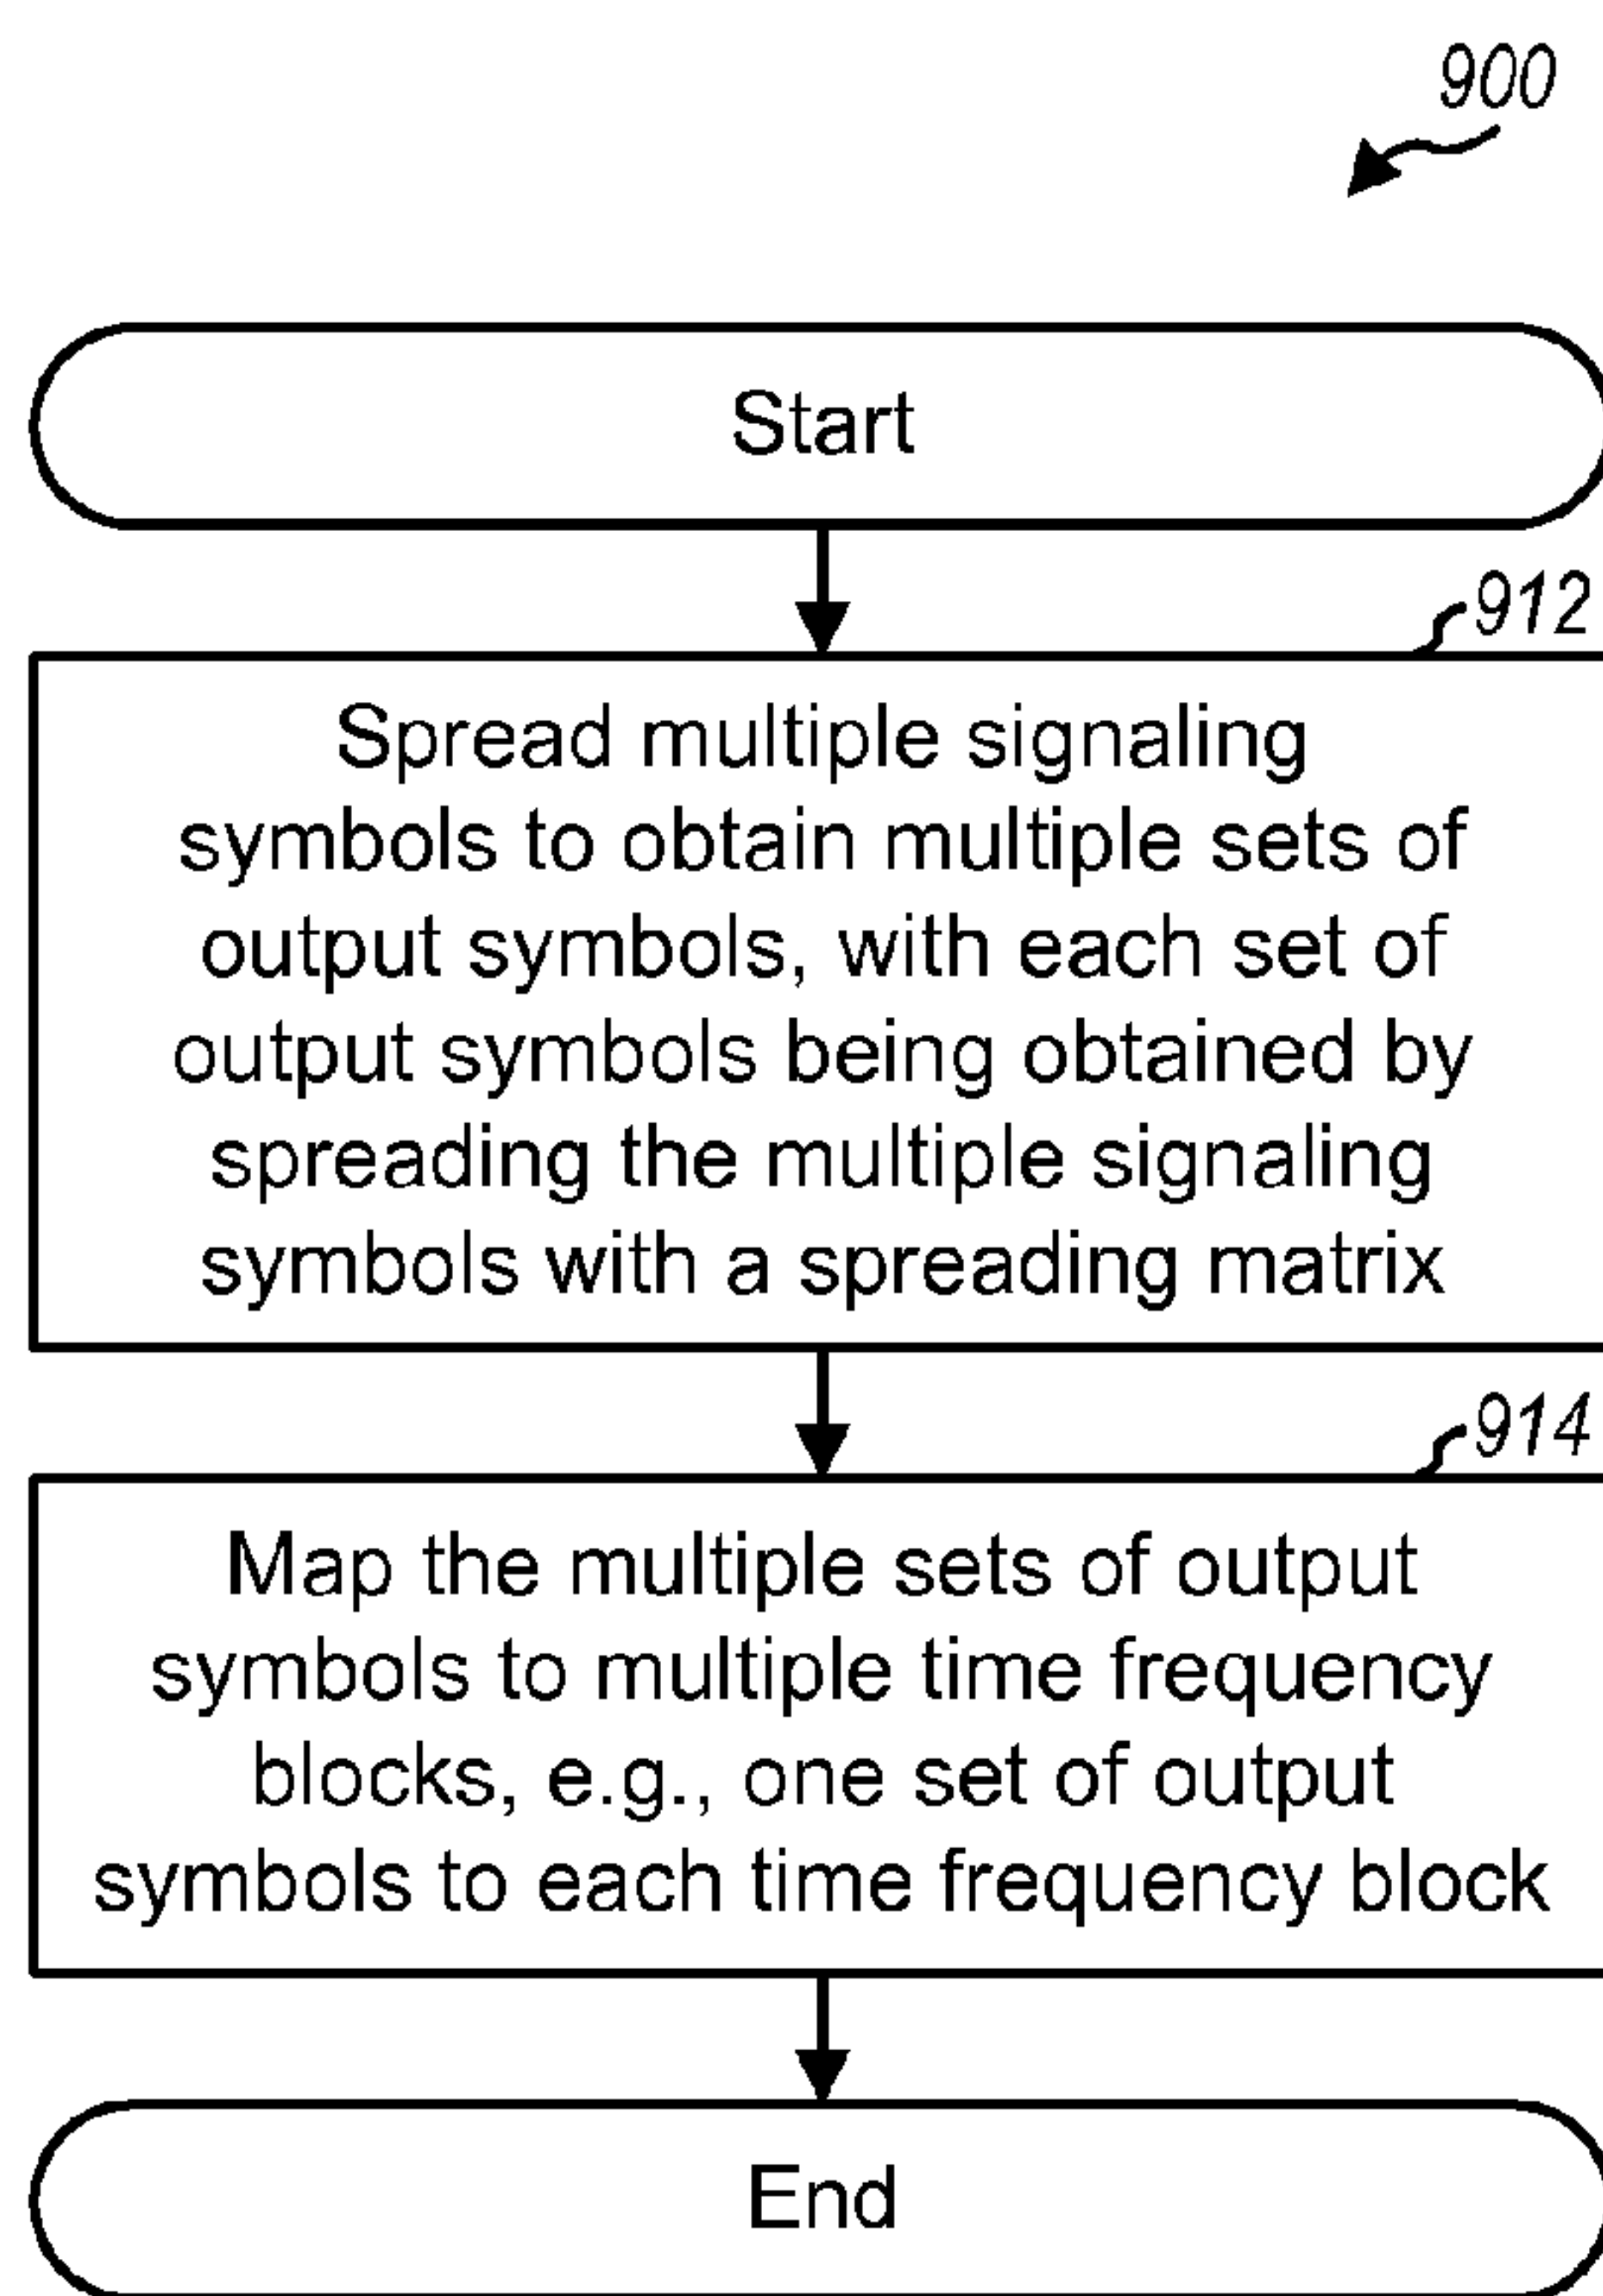 900
Start
912
Spread multiple signaling
symbols to obtain multiple sets of
output symbols, with each set of
output symbols being obtained by
spreading the multiple signaling
symbols with a spreading matrix
914
Map the multiple sets of output
symbols to multiple time frequency
blocks, e.g., one set of output
symbols to each time frequency block
End